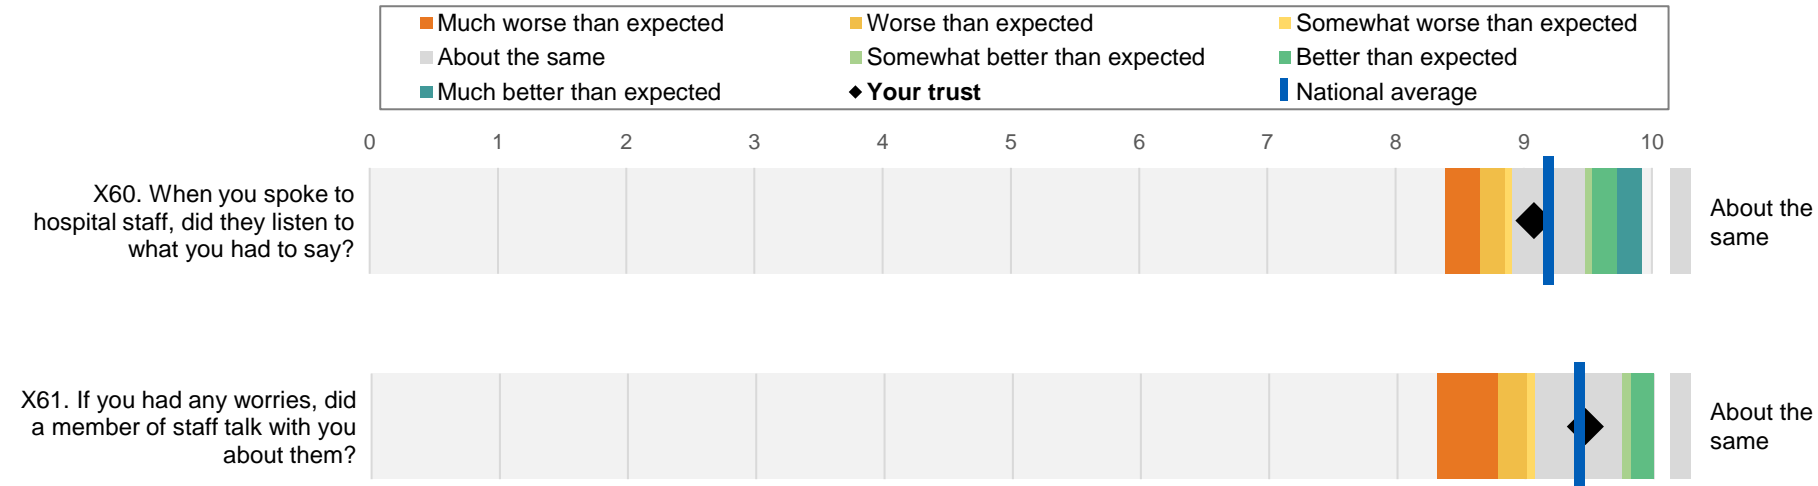 Much worse than expected
Worse than expected
Somewhat worse than expected
About the same
Somewhat better than expected
Better than expected
Much better than expected
Your trust
National average
0 1 2 3 4 5 6 7 8 9 10
X60. When you spoke to
hospital staff, did they listen to
what you had to say?
About the
same
X61. If you had any worries, did
a member of staff talk with you
about them?
About the
same